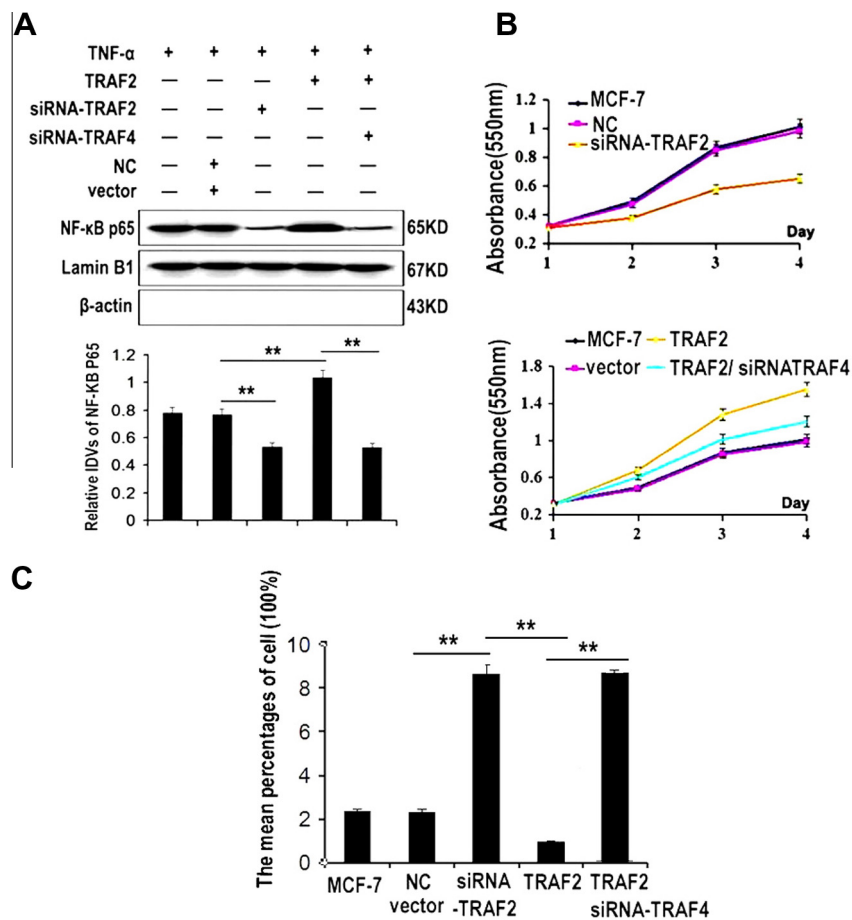 A
TNF-α + + + + +
TRAF2 — — — + +
siRNA-TRAF2 — — + — —
siRNA-TRAF4 — — — — +
NC — + — — —
vector — + — — —
NF-κB p65 65KD
Lamin B1 67KD
β-actin 43KD
Relative IDVs of NF-KB P65
1.2
1
0.8
0.6
0.4
0.2
0
** ** **
B
Absorbance(550nm)
1.2
1.0
0.8
0.6
0.4
0.2
MCF-7
NC
siRNA-TRAF2
Day
1 2 3 4
Absorbance(550nm)
1.8
1.4
1
0.6
0.2
MCF-7 TRAF2
vector TRAF2/ siRNATRAF4
Day
1 2 3 4
C
The mean percentages of cell (100%)
10
8
6
4
2
0
** ** **
MCF-7 NC vector siRNA -TRAF2 TRAF2 TRAF2 siRNA-TRAF4